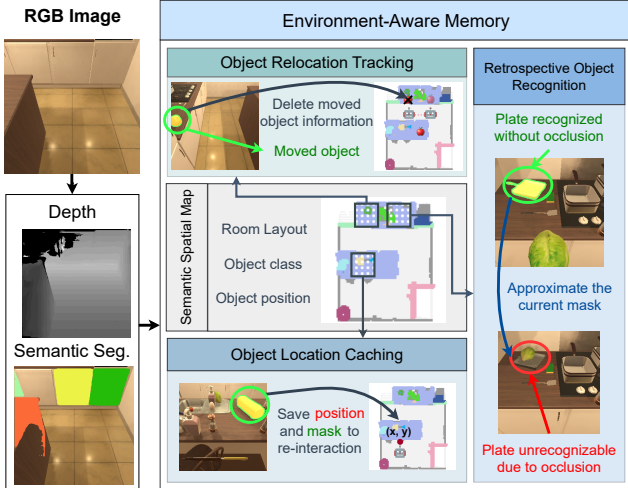 RGB Image
Depth
Semantic Seg.
Environment-Aware Memory
Object Relocation Tracking
Delete moved
object information
Moved object
Semantic Spatial Map
Room Layout
Object class
Object position
Object Location Caching
Save position
and mask to
re-interaction
(x, y)
Retrospective Object
Recognition
Plate recognized
without occlusion
Approximate the
current mask
Plate unrecognizable
due to occlusion